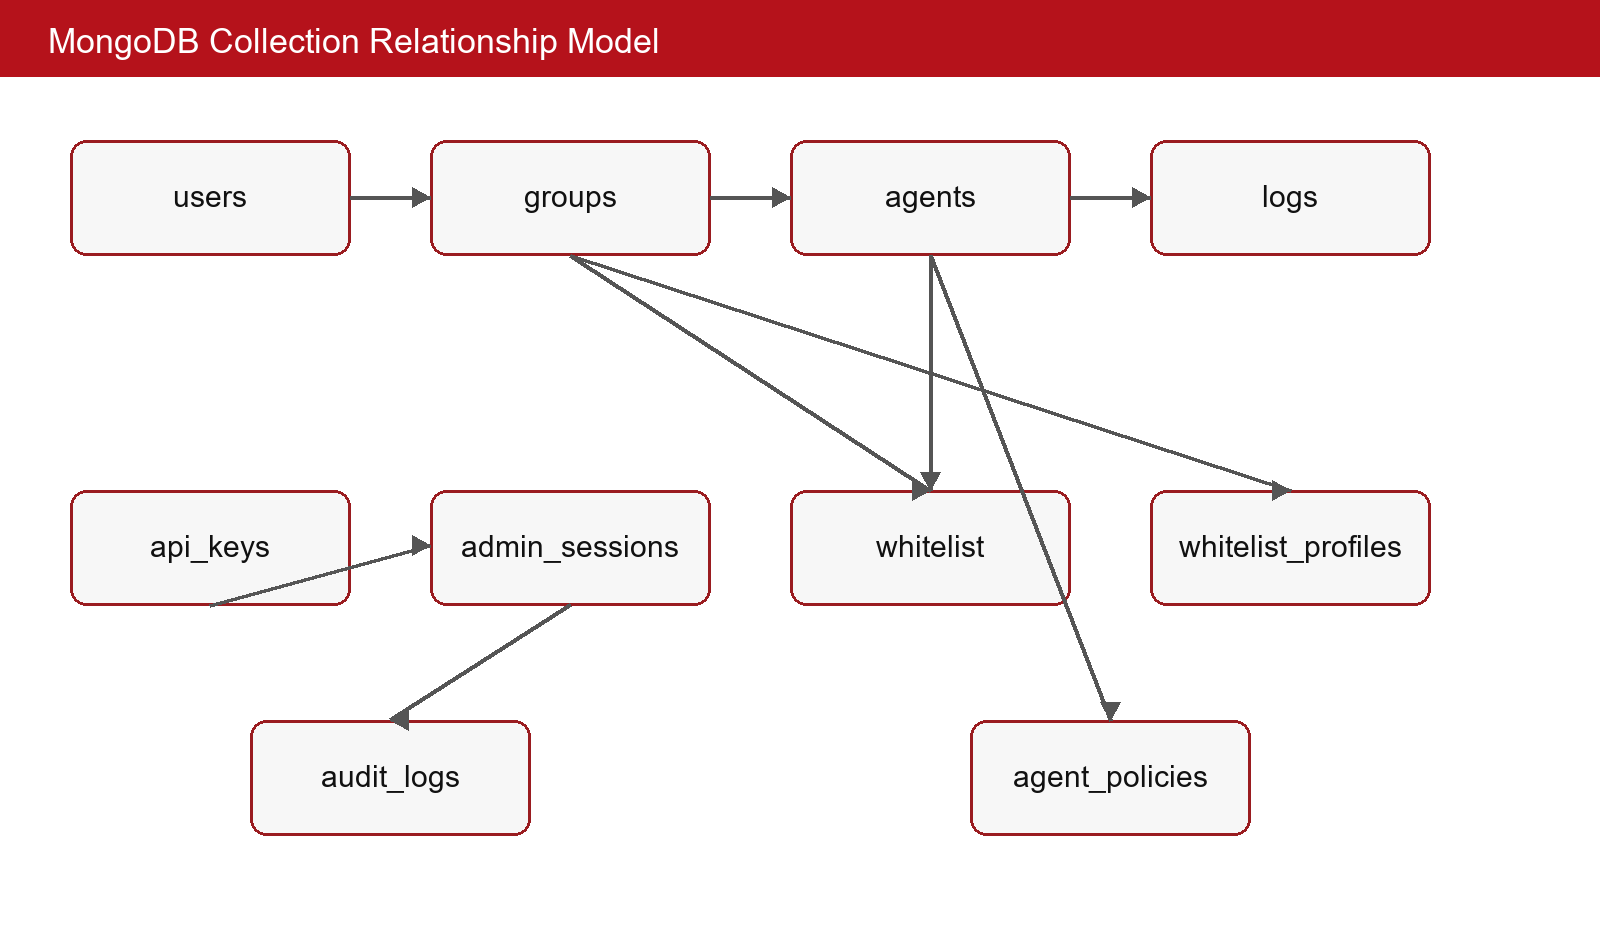 MongoDB Collection Relationship Model
users
groups
agents
logs
api_keys
admin_sessions
whitelist
whitelist_profiles
audit_logs
agent_policies